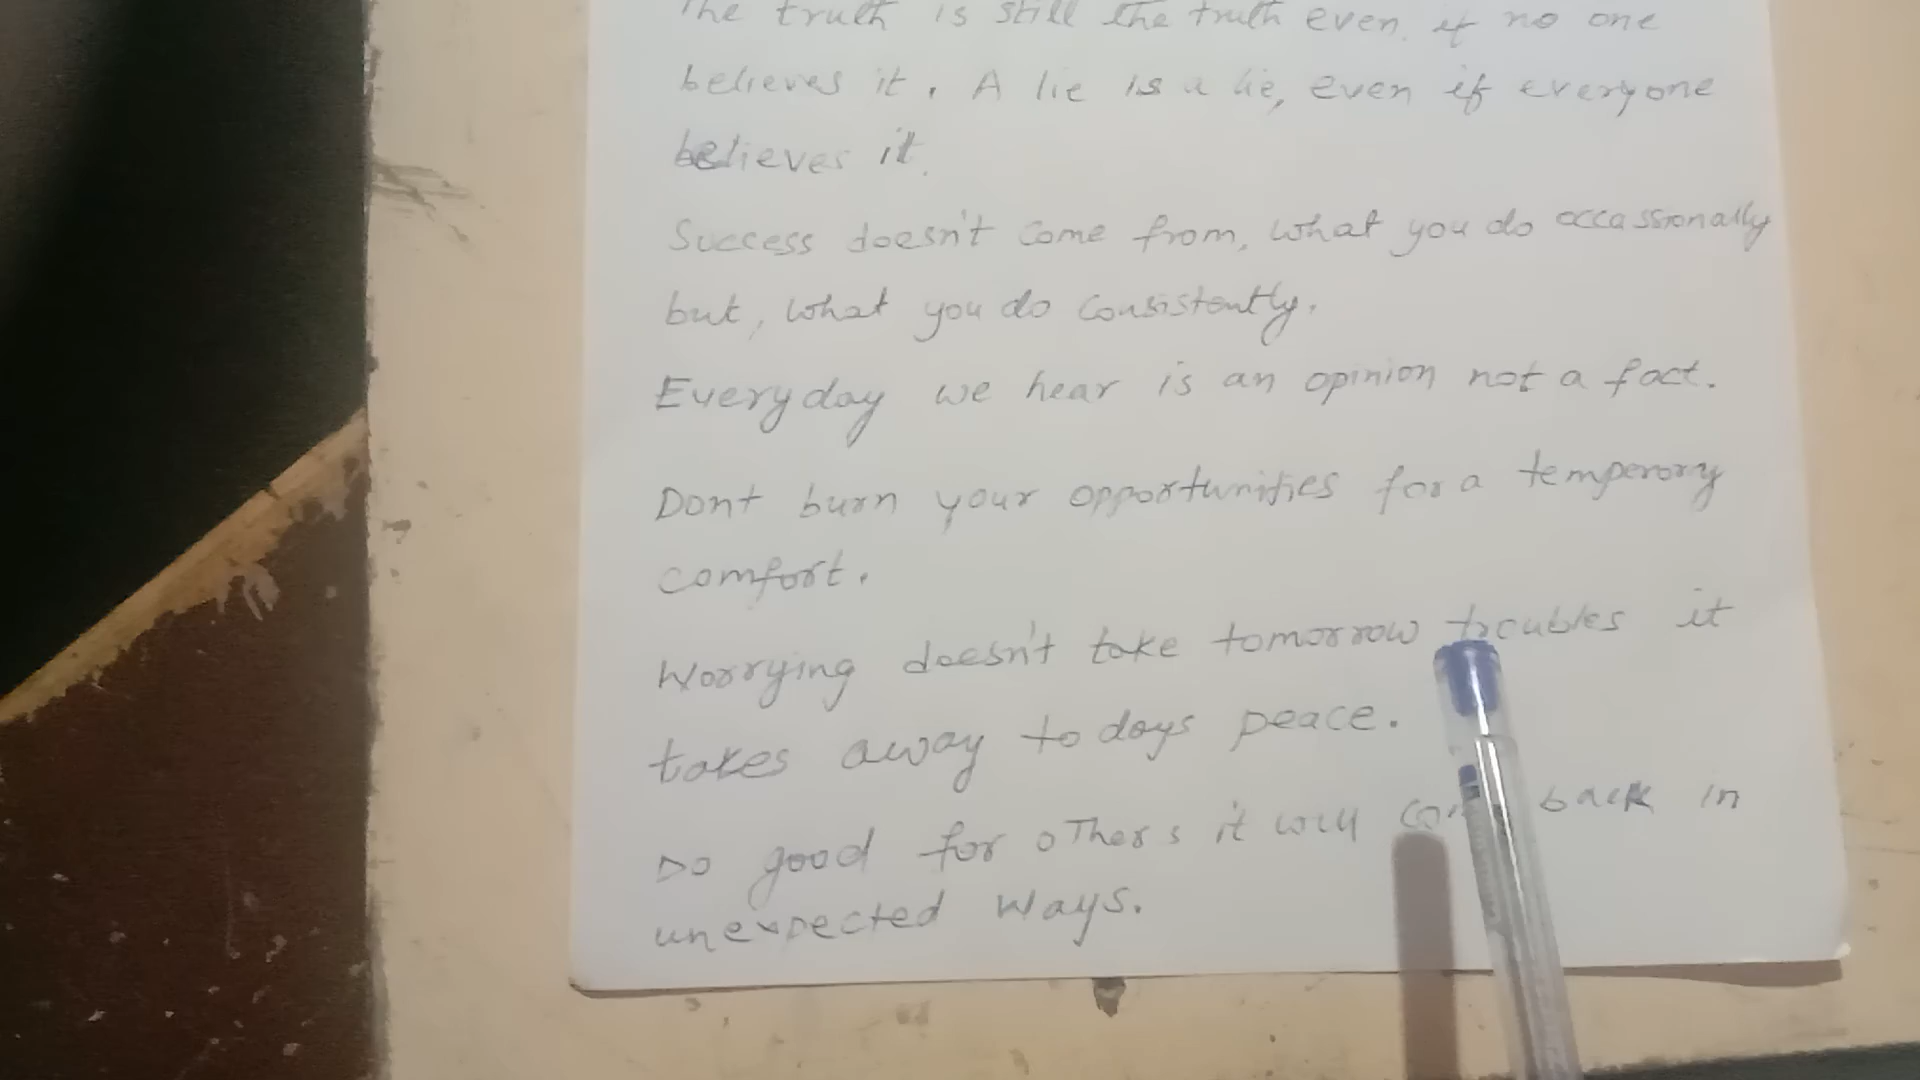 The truth is still the truth even if no one
believes it. A lie is a lie, even if everyone
believes it.
Success doesn't come from, what you do occassionally
but, what you do consistently.
Everyday we hear is an opinion not a fact.
Dont burn your opportunities for a temperory
comfort.
Worrying doesn't take tomorrow troubles it
takes away todays peace.
Do good for others it will back in
unexpected ways.